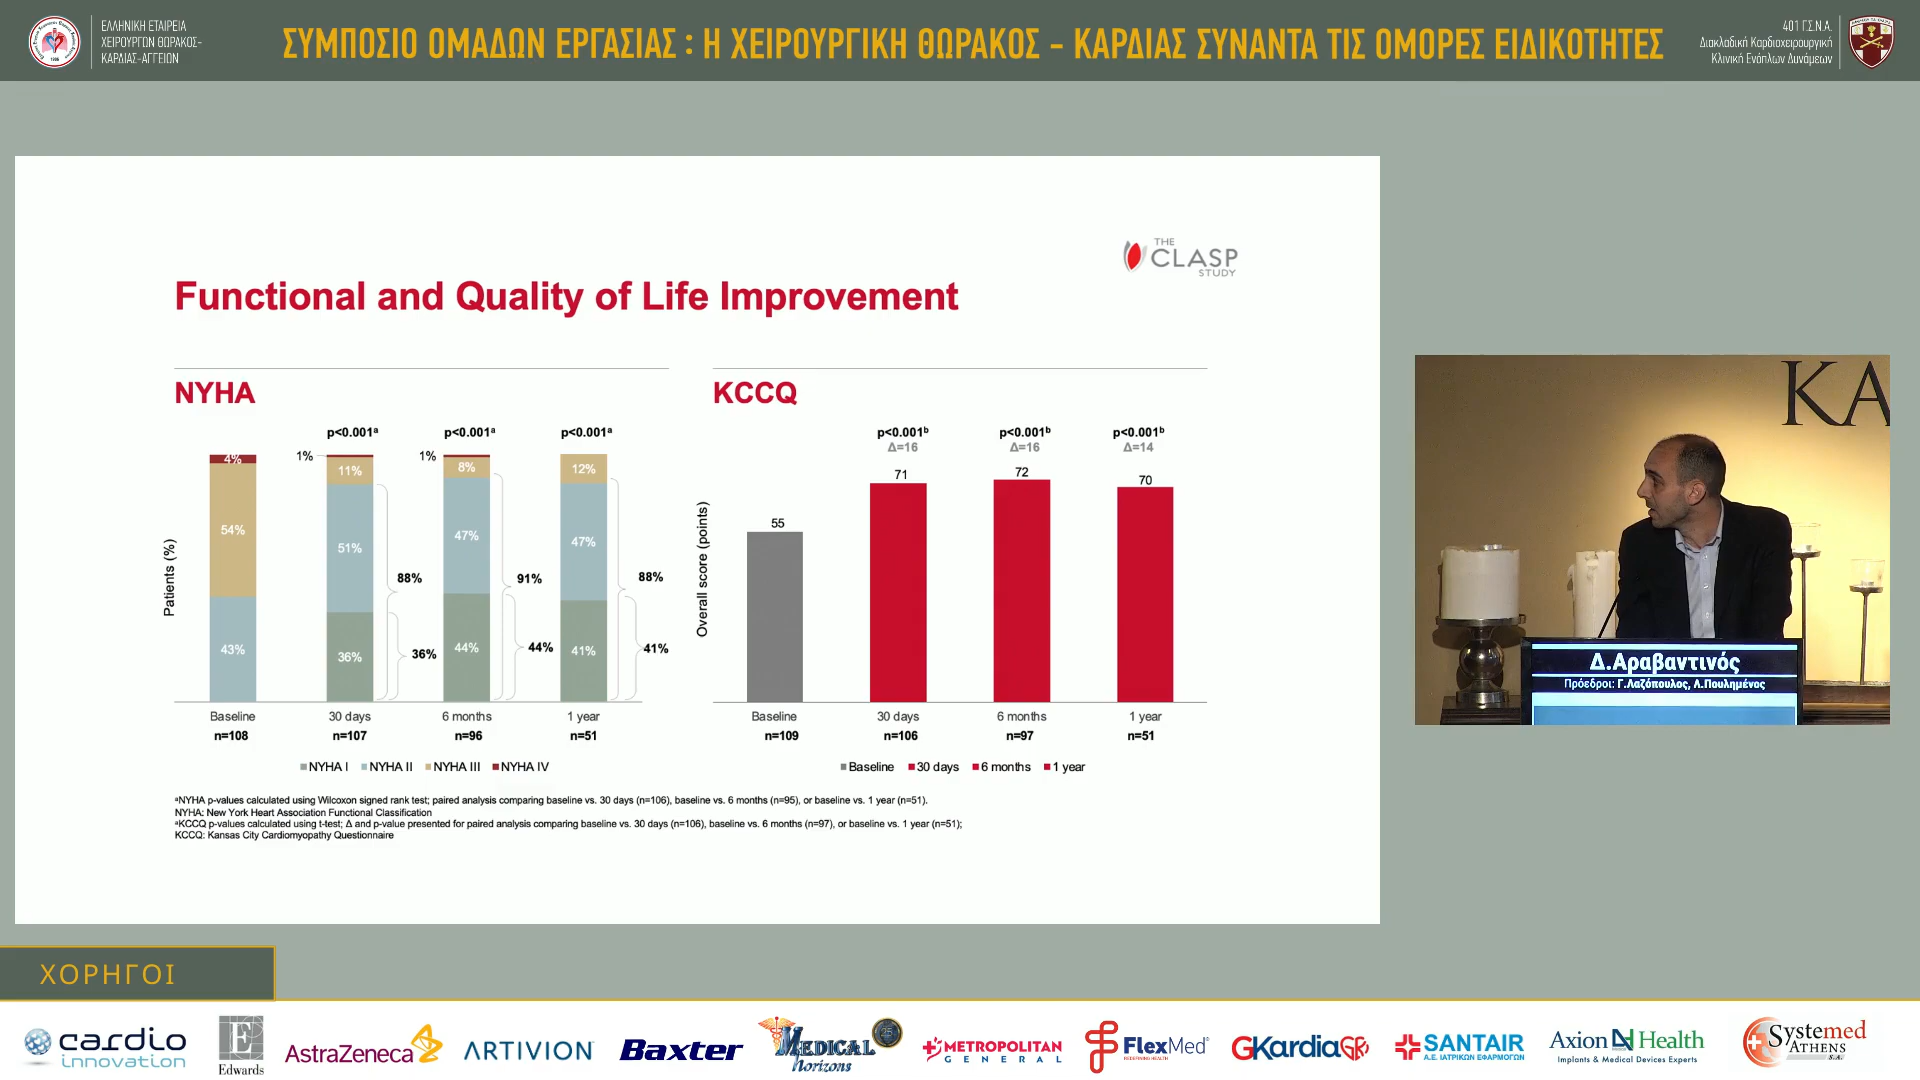 ΕΛΛΗΝΙΚΗ ΕΤΑΙΡΕΙΑ
ΧΕΙΡΟΥΡΓΩΝ ΘΩΡΑΚΟΣ-
ΚΑΡΔΙΑΣ-ΑΓΓΕΙΩΝ
ΣΥΜΠΟΣΙΟ ΟΜΑΔΩΝ ΕΡΓΑΣΙΑΣ : Η ΧΕΙΡΟΥΡΓΙΚΗ ΘΩΡΑΚΟΣ - ΚΑΡΔΙΑΣ ΣΥΝΑΝΤΑ ΤΙΣ ΟΜΟΡΕΣ ΕΙΔΙΚΟΤΗΤΕΣ
401 Γ.Σ.Ν.Α.
Διακλαδική Καρδιοχειρουργική
Κλινική Ενόπλων Δυνάμεων
THE
CLASP
STUDY
Functional and Quality of Life Improvement
NYHA
p<0.001ᵃ p<0.001ᵃ p<0.001ᵃ
4% 1% 1%
11% 8% 12%
54%
51% 47% 47%
88% 91% 88%
43%
36% 44% 41%
36% 44% 41%
Patients (%)
Baseline 30 days 6 months 1 year
n=108 n=107 n=96 n=51
NYHA I NYHA II NYHA III NYHA IV
KCCQ
p<0.001ᵇ p<0.001ᵇ p<0.001ᵇ
Δ=16 Δ=16 Δ=14
55 71 72 70
Overall score (points)
Baseline 30 days 6 months 1 year
n=109 n=106 n=97 n=51
Baseline 30 days 6 months 1 year
ᵃNYHA p-values calculated using Wilcoxon signed rank test; paired analysis comparing baseline vs. 30 days (n=106), baseline vs. 6 months (n=95), or baseline vs. 1 year (n=51).
NYHA: New York Heart Association Functional Classification
ᵃKCCQ p-values calculated using t-test; Δ and p-value presented for paired analysis comparing baseline vs. 30 days (n=106), baseline vs. 6 months (n=97), or baseline vs. 1 year (n=51);
KCCQ: Kansas City Cardiomyopathy Questionnaire
KA
Δ.Αραβαντινός
Πρόεδροι: Γ.Λαζόπουλος, Λ.Πουλημένος
ΧΟΡΗΓΟΙ
cardio
innovation
E
Edwards
AstraZeneca
ARTIVION
Baxter
MEDICAL
Horizons
25
METROPOLITAN
GENERAL
FlexMed
REDEFINING HEALTH
GKardiaGR
SANTAIR
Α.Ε. ΙΑΤΡΙΚΩΝ ΕΦΑΡΜΟΓΩΝ
Axion Health
Implants & Medical Devices Experts
Systemed
ATHENS
S.A.